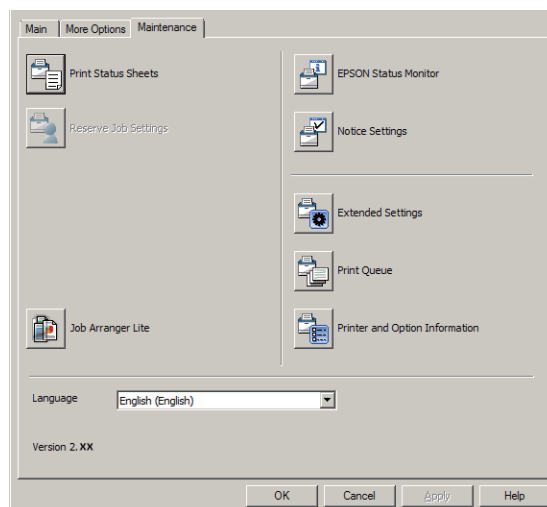 Main
More Options
Maintenance
Print Status Sheets
EPSON Status Monitor
Reserve Job Settings
Notice Settings
Extended Settings
Print Queue
Job Arranger Lite
Printer and Option Information
Language
English (English)
Version 2.XX
OK
Cancel
Apply
Help